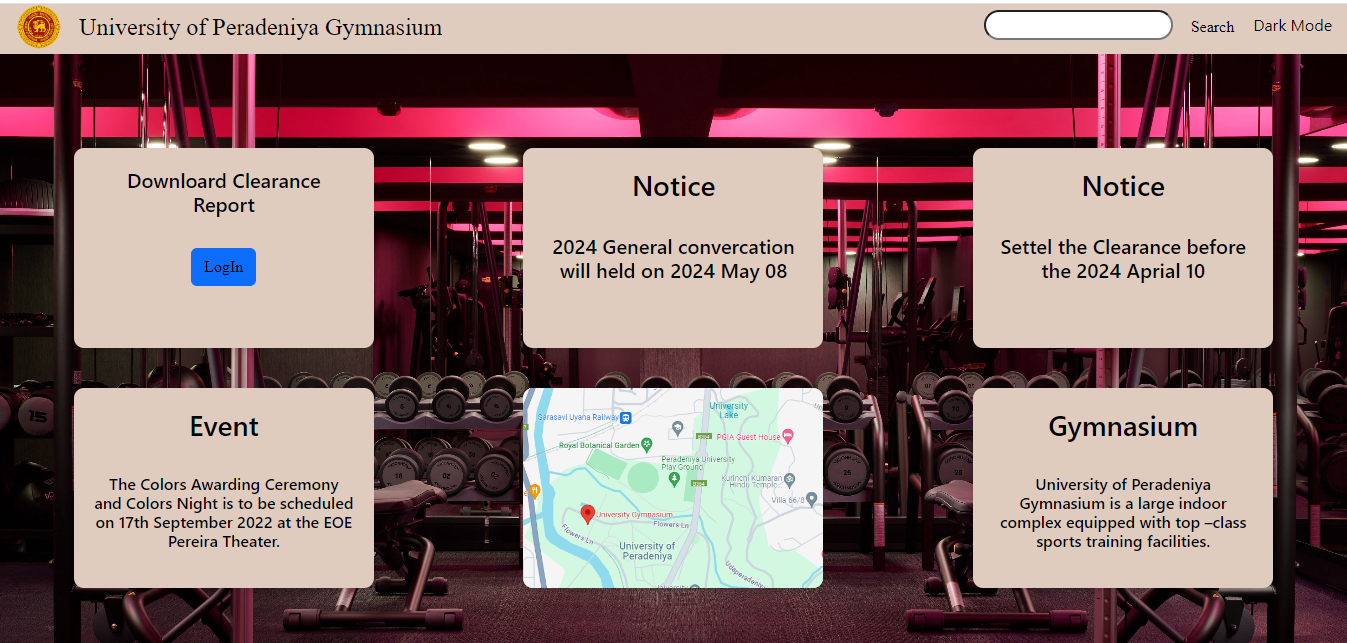 University of Peradeniya Gymnasium
Search
Dark Mode
Downloard Clearance
Report
LogIn
Notice
2024 General convercation
will held on 2024 May 08
Notice
Settel the Clearance before
the 2024 Aprial 10
Event
The Colors Awarding Ceremony
and Colors Night is to be scheduled
on 17th September 2022 at the EOE
Pereira Theater.
Sarasavi Uyana Railway
University
Lake
Royal Botanical Garden
PGIA Guest House
Peradeniya University
Play Ground
Kurinchi Kumaran
Hindu Temple
Villa 66/8
University Gymnasium
Flowers Ln
Flowers Ln
University of
Peradeniya
University
Gymnasium
University of Peradeniya
Gymnasium is a large indoor
complex equipped with top –class
sports training facilities.
15